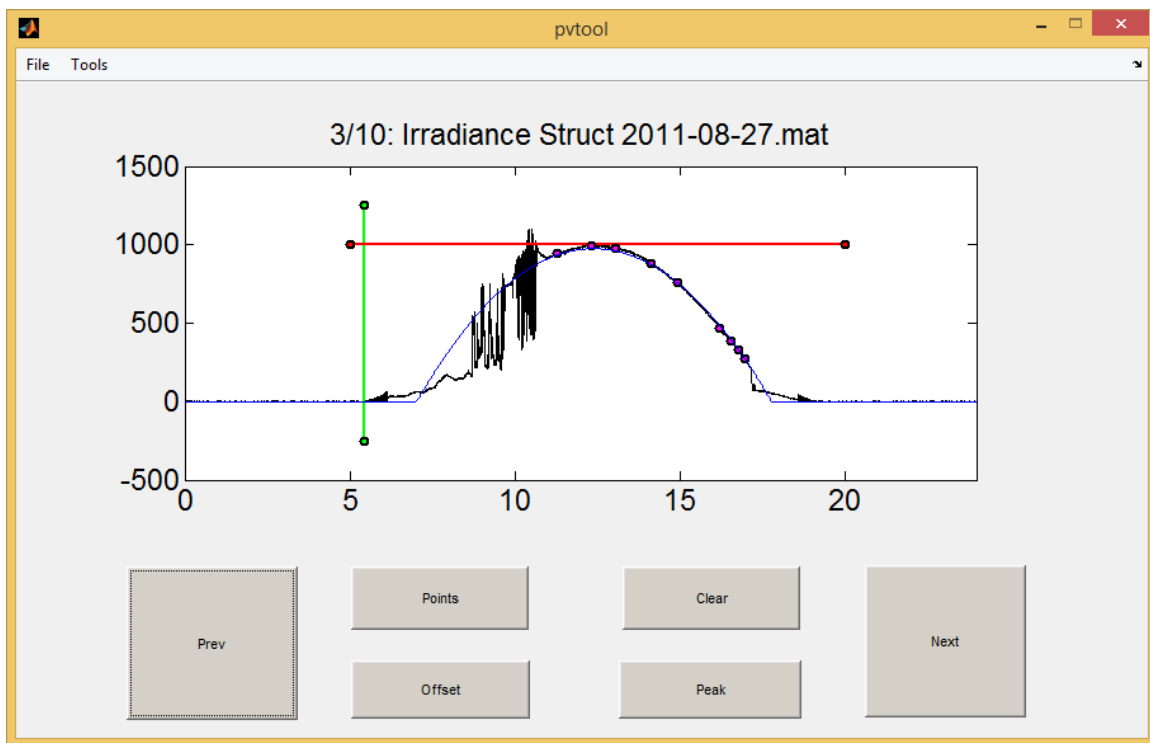 pvtool
File Tools
3/10: Irradiance Struct 2011-08-27.mat
1500
1000
500
0
-500
0 5 10 15 20
Prev
Points
Clear
Next
Offset
Peak